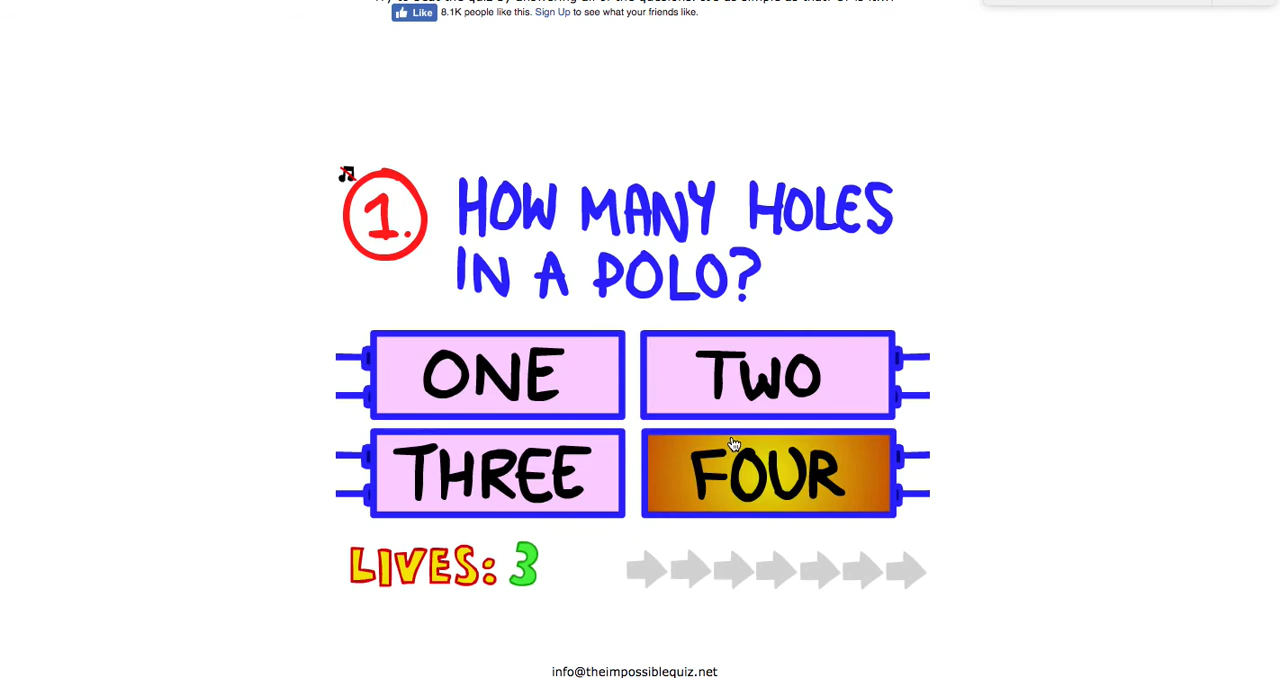 Like 8.1K people like this. Sign Up to see what your friends like.
1. HOW MANY HOLES
IN A POLO?
ONE
TWO
THREE
FOUR
LIVES: 3
info@theimpossiblequiz.net